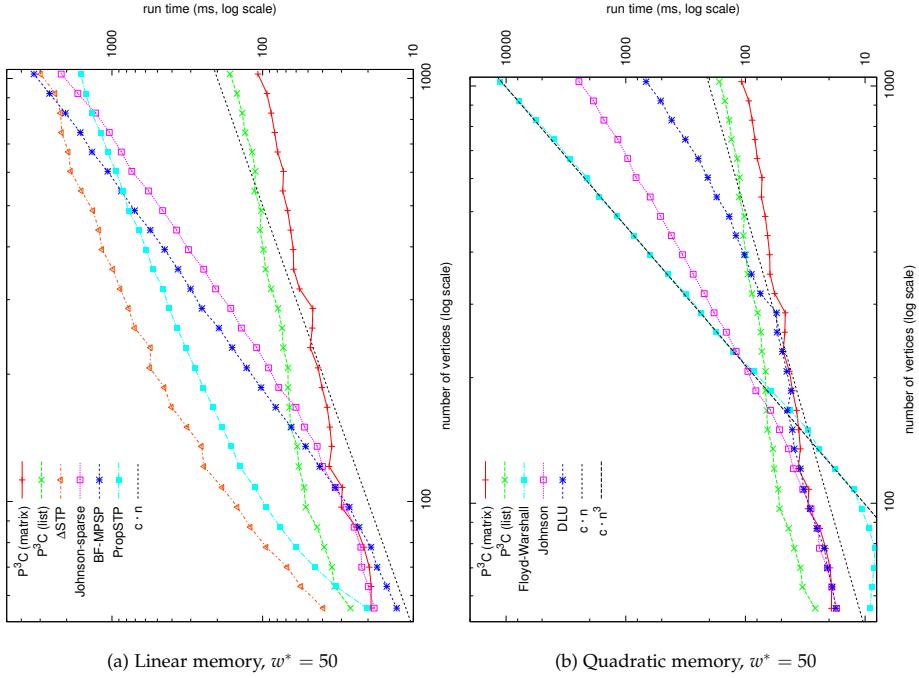 run time (ms, log scale)
10
100
1000
100
1000
number of vertices (log scale)
P³C (matrix)
P³C (list)
ΔSTP
Johnson-sparse
BF-MPSP
PropSTP
c · n
(a) Linear memory, w* = 50
run time (ms, log scale)
10
100
1000
10000
100
1000
number of vertices (log scale)
P³C (matrix)
P³C (list)
Floyd-Warshall
Johnson
DLU
c · n
c · n³
(b) Quadratic memory, w* = 50